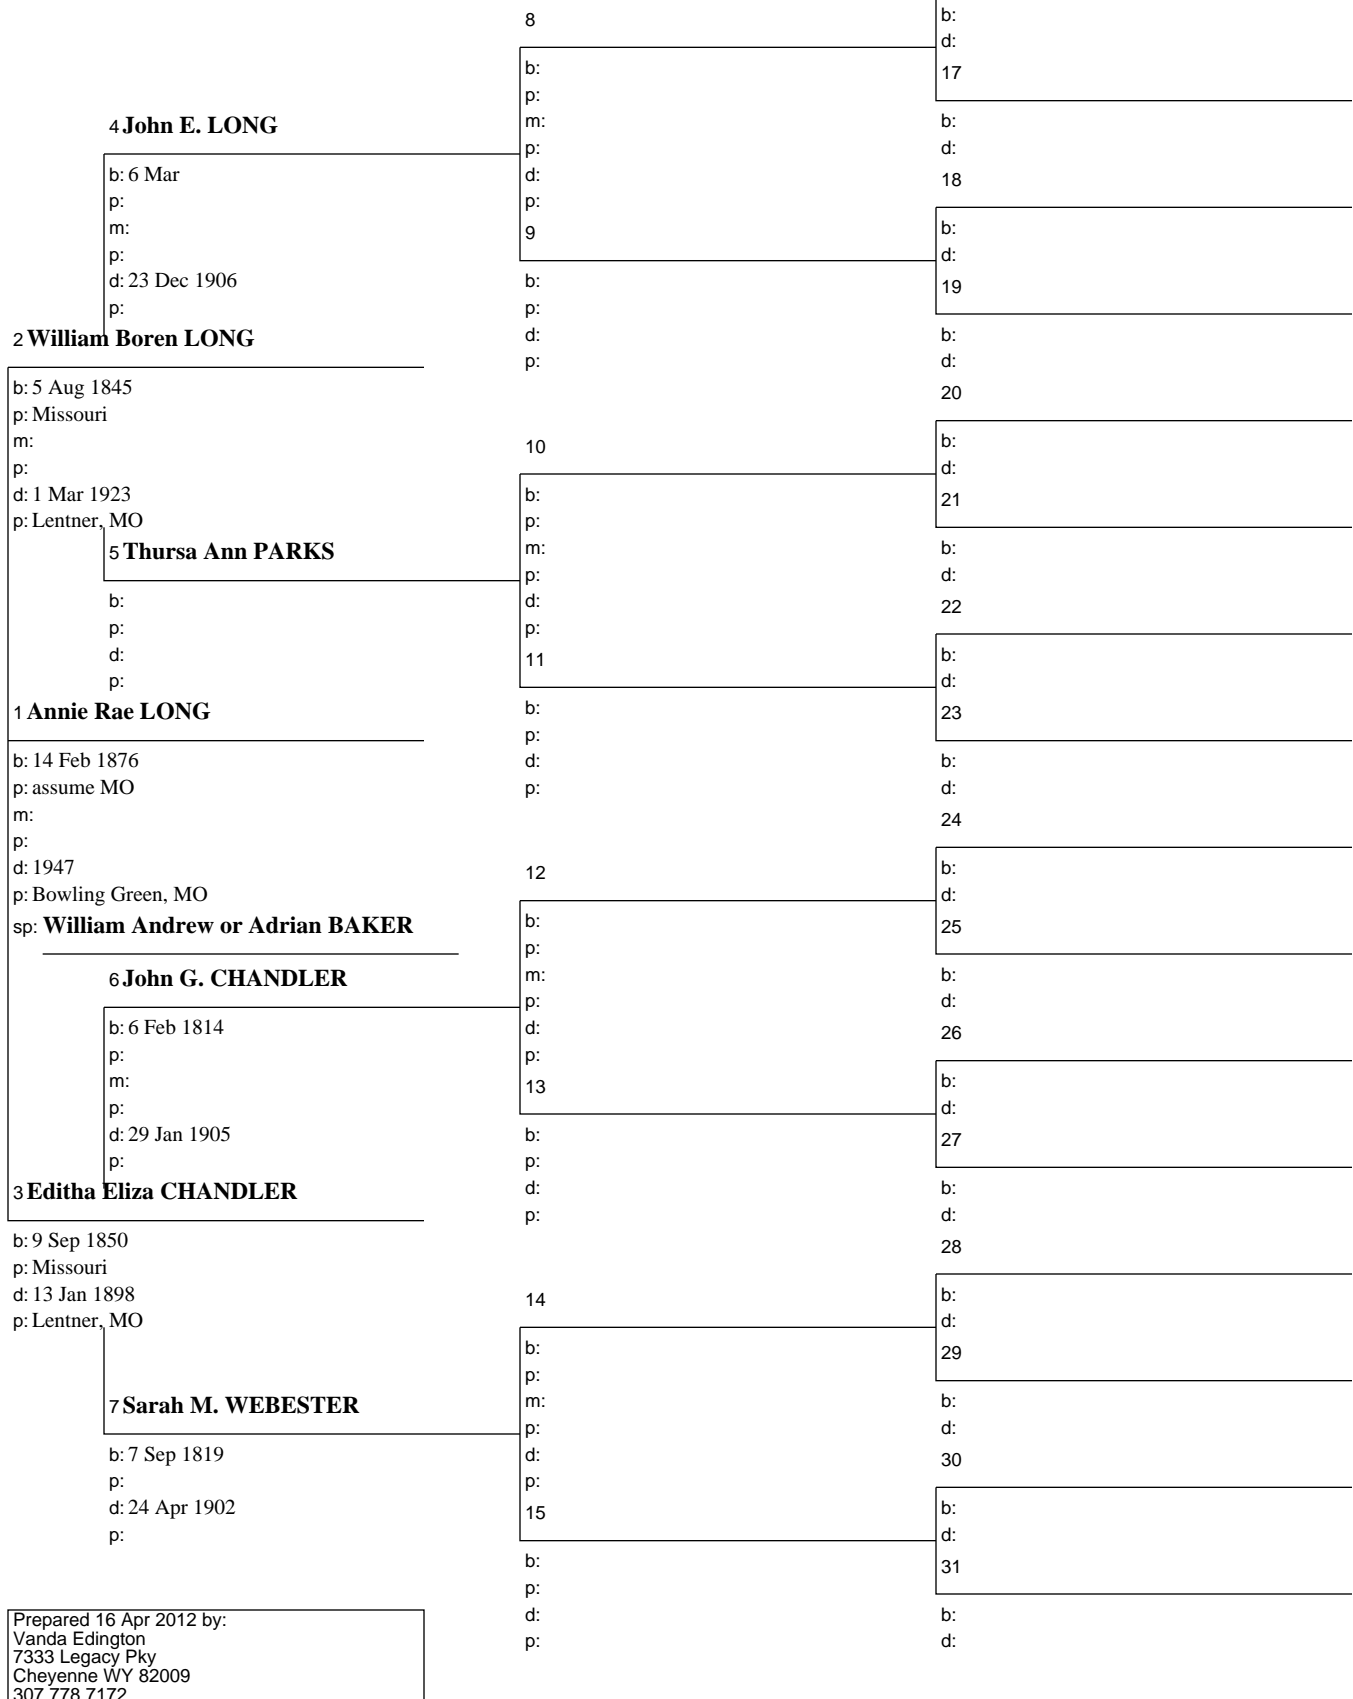 4 John E. LONG
b: 6 Mar
p:
m:
p:
d: 23 Dec 1906
p:
2 William Boren LONG
b: 5 Aug 1845
p: Missouri
m:
p:
d: 1 Mar 1923
p: Lentner, MO
5 Thursa Ann PARKS
b:
p:
d:
p:
1 Annie Rae LONG
b: 14 Feb 1876
p: assume MO
m:
p:
d: 1947
p: Bowling Green, MO
sp: William Andrew or Adrian BAKER
6 John G. CHANDLER
b: 6 Feb 1814
p:
m:
p:
d: 29 Jan 1905
p:
3 Editha Eliza CHANDLER
b: 9 Sep 1850
p: Missouri
d: 13 Jan 1898
p: Lentner, MO
7 Sarah M. WEBESTER
b: 7 Sep 1819
p:
d: 24 Apr 1902
p:
Prepared 16 Apr 2012 by:
Vanda Edington
7333 Legacy Pky
Cheyenne WY 82009
307 778 7172
8
b:
p:
m:
p:
d:
p:
9
b:
p:
d:
p:
10
b:
p:
m:
p:
d:
p:
11
b:
p:
d:
p:
12
b:
p:
m:
p:
d:
p:
13
b:
p:
d:
p:
14
b:
p:
m:
p:
d:
p:
15
b:
p:
d:
p:
b:
d:
17
b:
d:
18
b:
d:
19
b:
d:
20
b:
d:
21
b:
d:
22
b:
d:
23
b:
d:
24
b:
d:
25
b:
d:
26
b:
d:
27
b:
d:
28
b:
d:
29
b:
d:
30
b:
d:
31
b:
d: